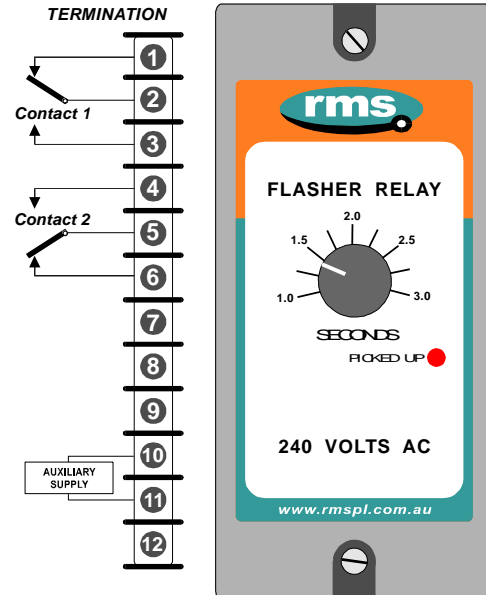 TERMINATION
1
2
Contact 1
3
4
Contact 2
5
6
7
8
9
10
AUXILIARY
SUPPLY
11
12
rms
FLASHER RELAY
2.0
1.5
2.5
1.0
3.0
SECONDS
PICKED UP
240 VOLTS AC
www.rmspl.com.au